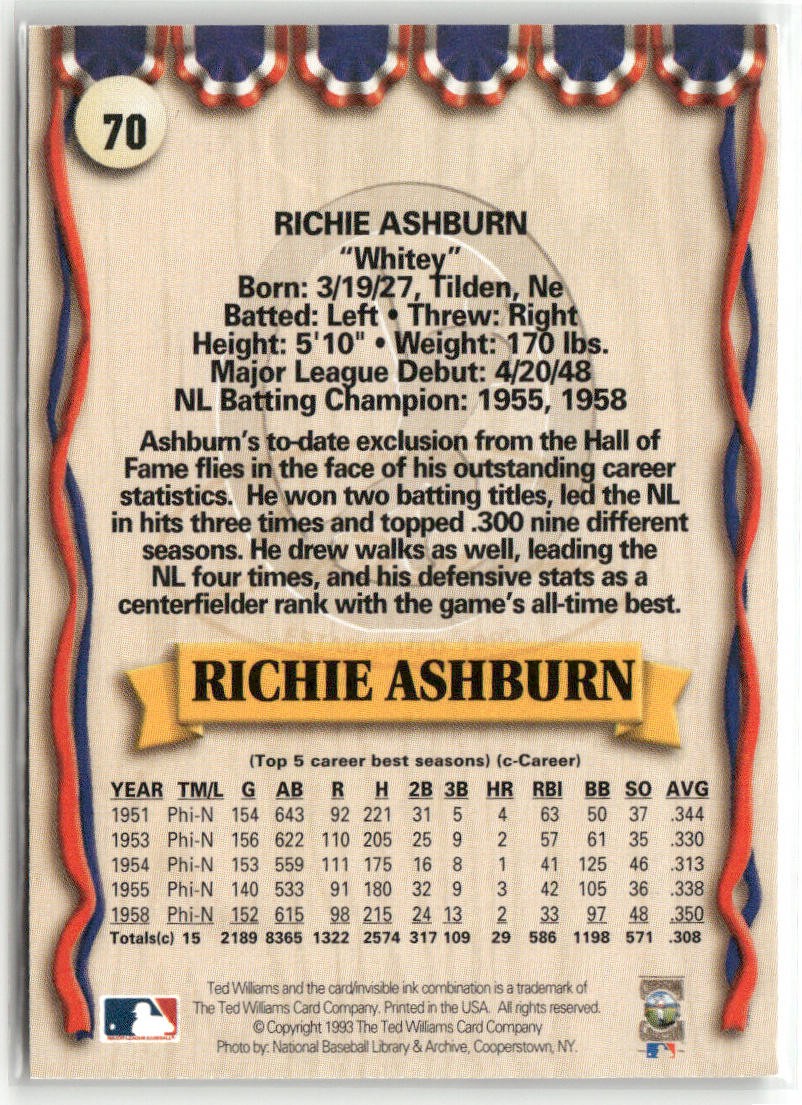 70
RICHIE ASHBURN
“Whitey”
Born: 3/19/27, Tilden, Ne
Batted: Left • Threw: Right
Height: 5'10" • Weight: 170 lbs.
Major League Debut: 4/20/48
NL Batting Champion: 1955, 1958
Ashburn's to-date exclusion from the Hall of
Fame flies in the face of his outstanding career
statistics. He won two batting titles, led the NL
in hits three times and topped .300 nine different
seasons. He drew walks as well, leading the
NL four times, and his defensive stats as a
centerfielder rank with the game's all-time best.
RICHIE ASHBURN
(Top 5 career best seasons) (c-Career)
YEAR TM/L G AB R H 2B 3B HR RBI BB SO AVG
1951 Phi-N 154 643 92 221 31 5 4 63 50 37 .344
1953 Phi-N 156 622 110 205 25 9 2 57 61 35 .330
1954 Phi-N 153 559 111 175 16 8 1 41 125 46 .313
1955 Phi-N 140 533 91 180 32 9 3 42 105 36 .338
1958 Phi-N 152 615 98 215 24 13 2 33 97 48 .350
Totals(c) 15 2189 8365 1322 2574 317 109 29 586 1198 571 .308
Ted Williams and the card/invisible ink combination is a trademark of
The Ted Williams Card Company. Printed in the USA. All rights reserved.
© Copyright 1993 The Ted Williams Card Company
Photo by: National Baseball Library & Archive, Cooperstown, NY.
MAJOR LEAGUE BASEBALL